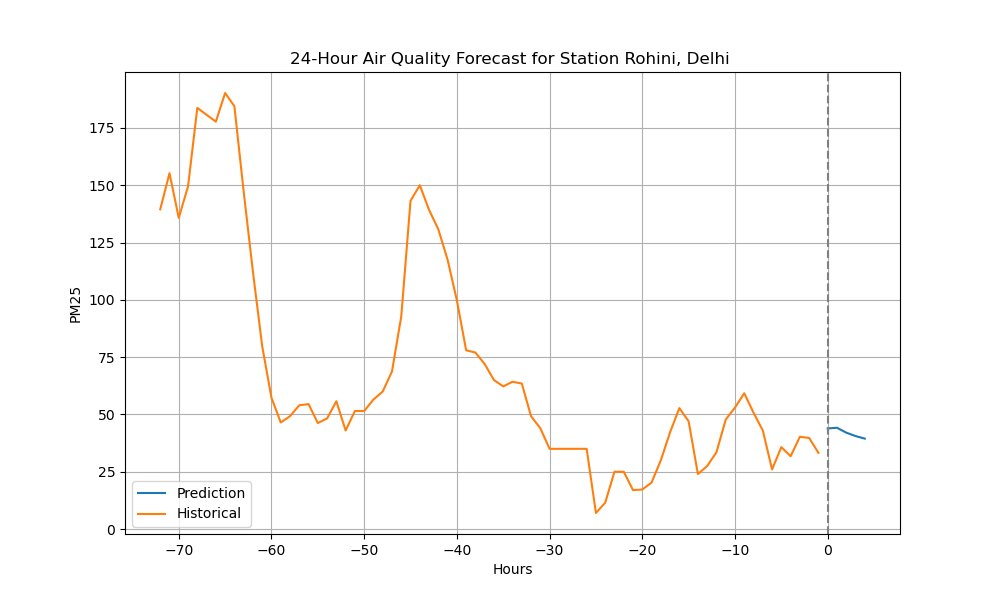 24-Hour Air Quality Forecast for Station Rohini, Delhi
PM25
175
150
125
100
75
50
25
0
Prediction
Historical
−70 −60 −50 −40 −30 −20 −10 0
Hours